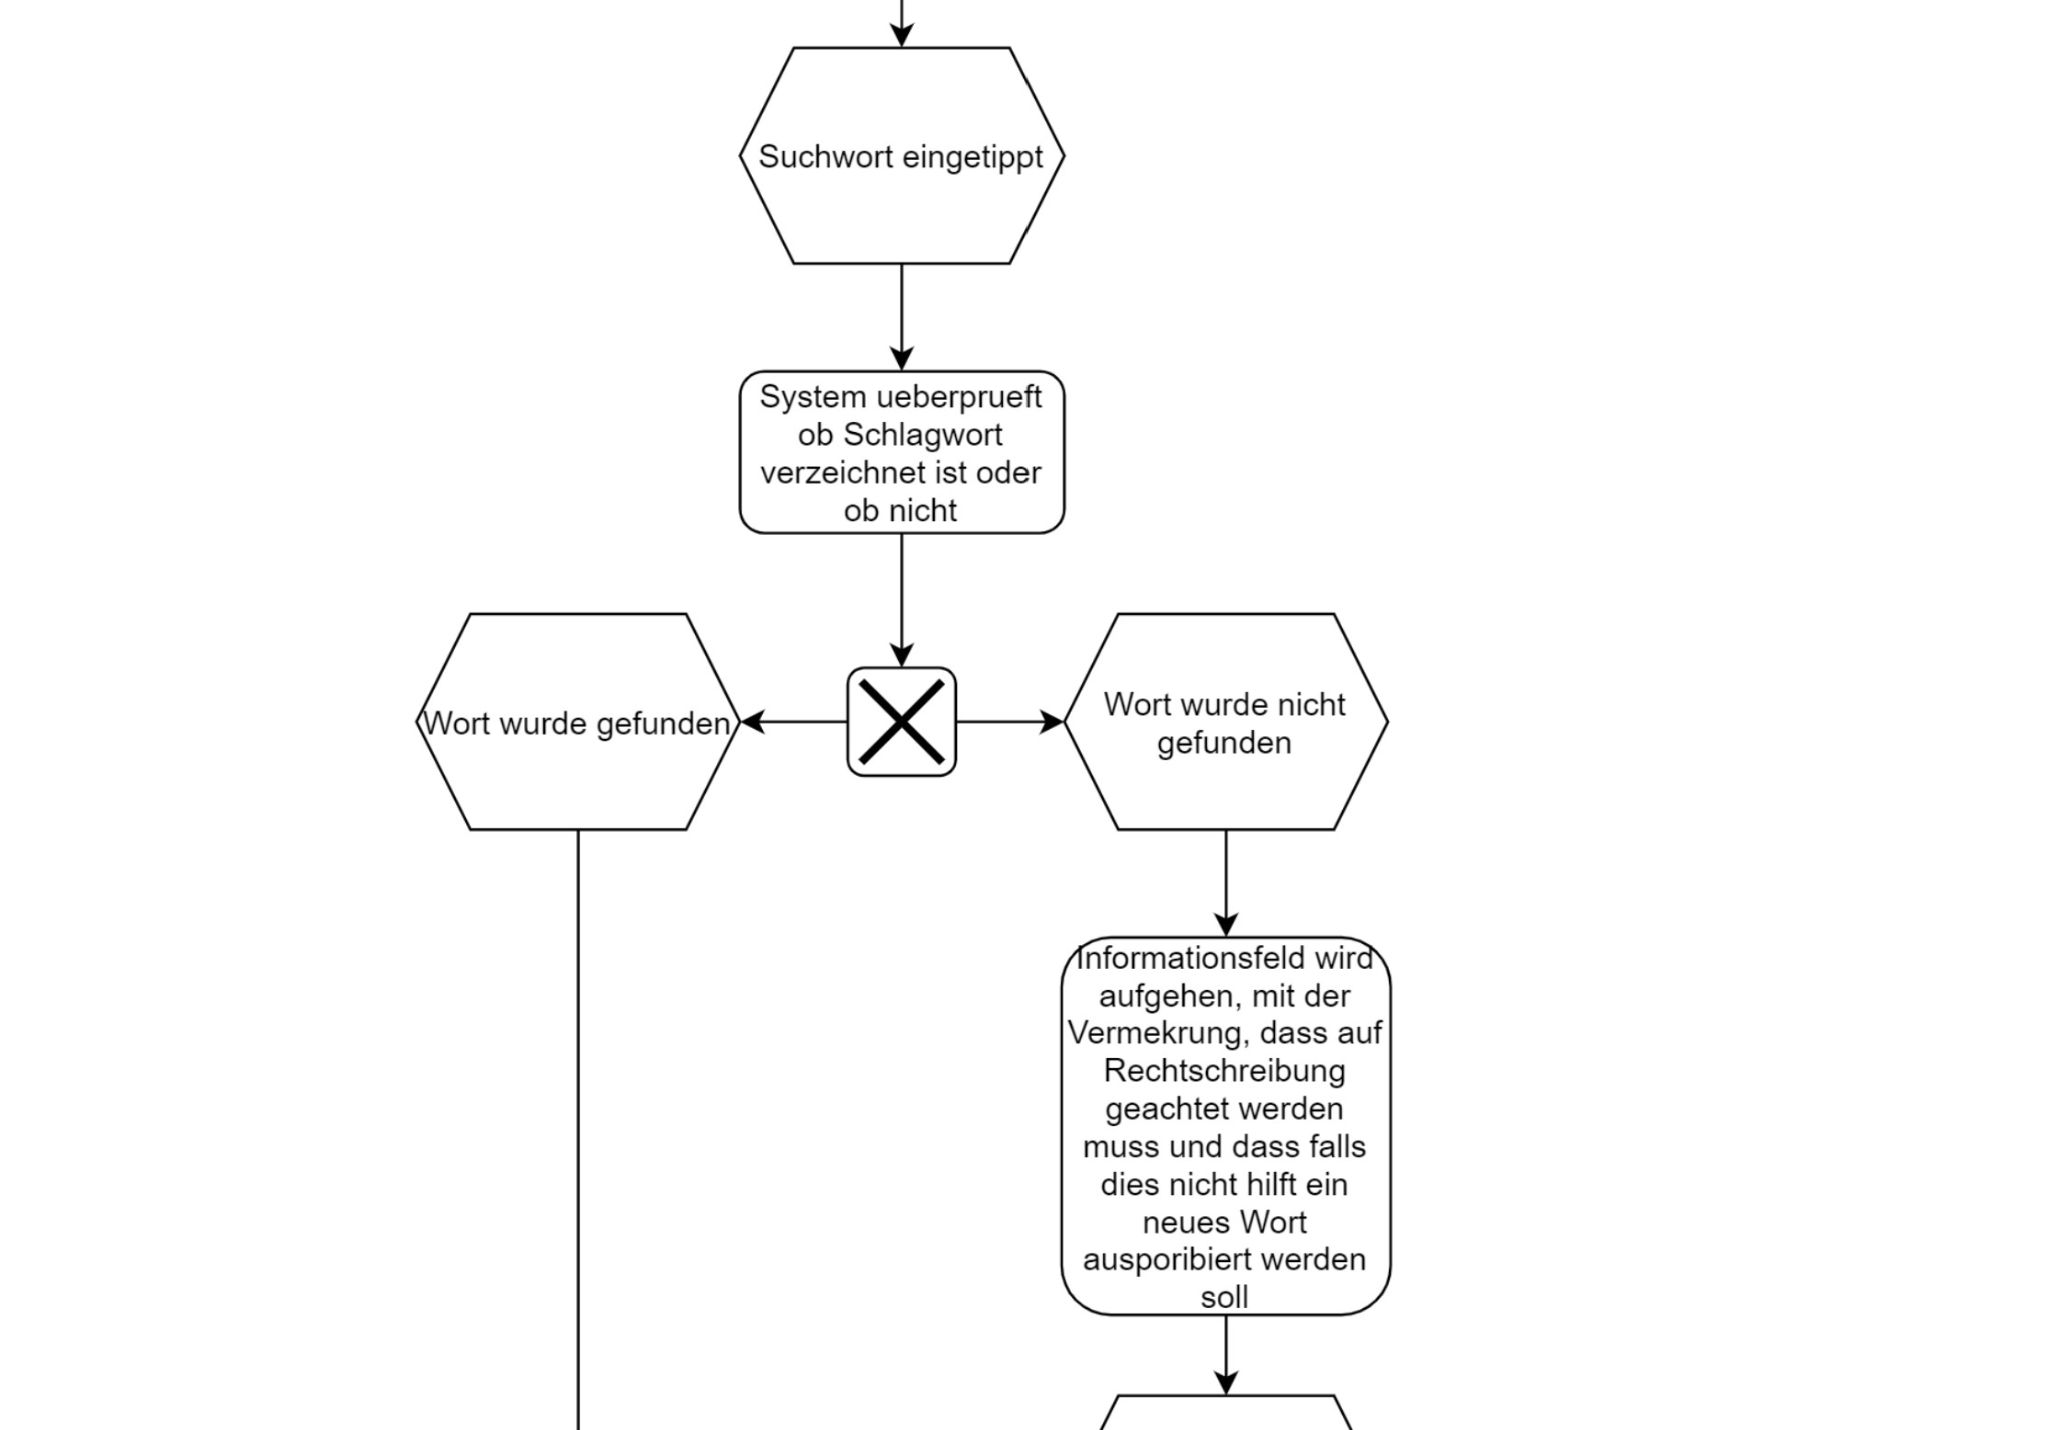 Suchwort eingetippt
System ueberprueft
ob Schlagwort
verzeichnet ist oder
ob nicht
Wort wurde gefunden
Wort wurde nicht
gefunden
Informationsfeld wird
aufgehen, mit der
Vermekrung, dass auf
Rechtschreibung
geachtet werden
muss und dass falls
dies nicht hilft ein
neues Wort
ausporibiert werden
soll